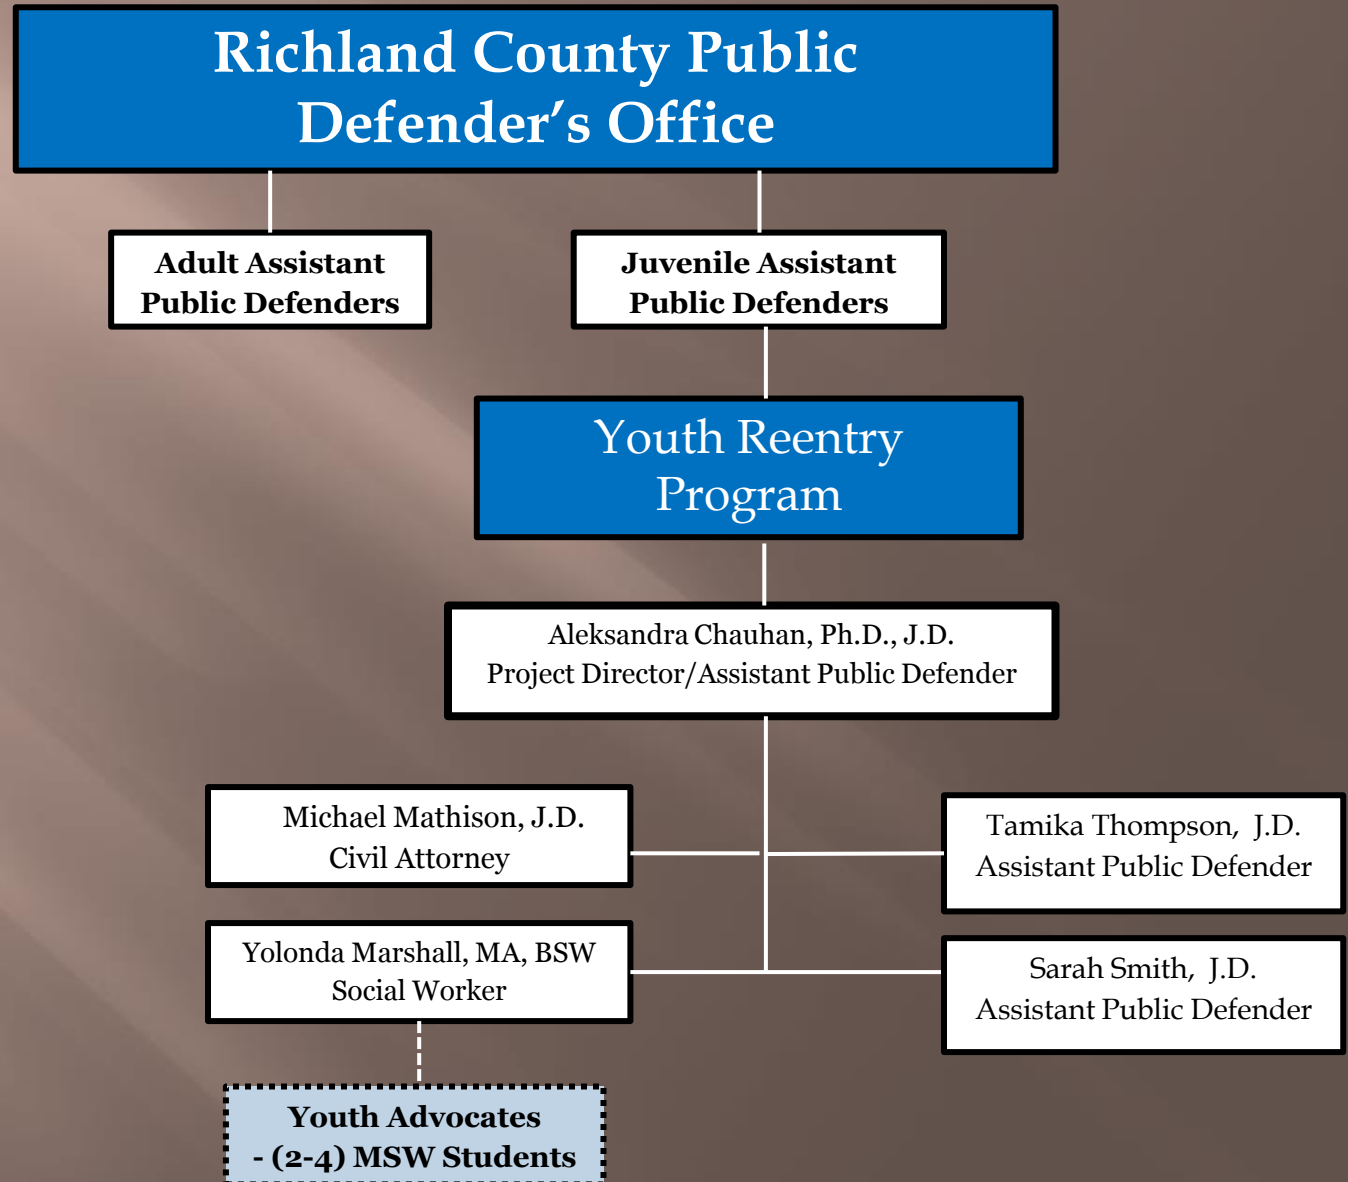 Richland County Public
Defender’s Office
Adult Assistant
Public Defenders
Juvenile Assistant
Public Defenders
Youth Reentry
Program
Aleksandra Chauhan, Ph.D., J.D.
Project Director/Assistant Public Defender
Michael Mathison, J.D.
Civil Attorney
Tamika Thompson, J.D.
Assistant Public Defender
Yolonda Marshall, MA, BSW
Social Worker
Sarah Smith, J.D.
Assistant Public Defender
Youth Advocates
- (2-4) MSW Students